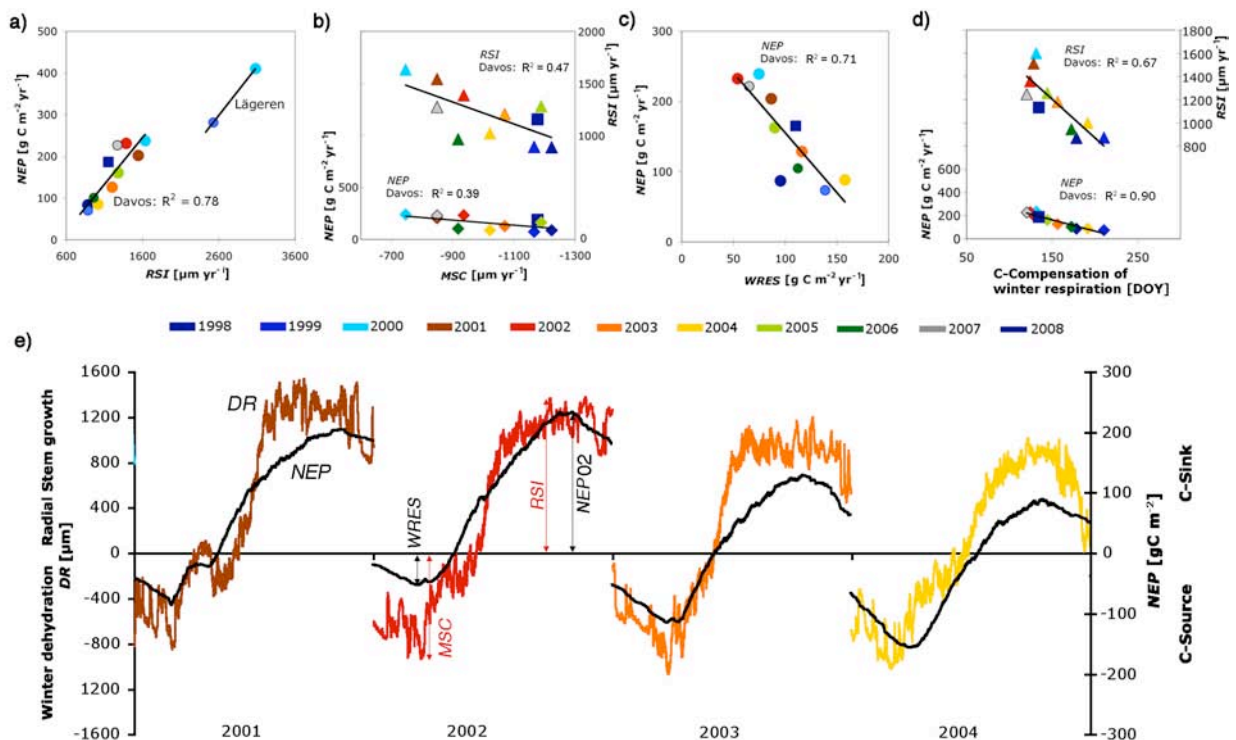 a)
NEP [g C m⁻² yr⁻¹]
500
400
300
200
100
0
Lägeren
Davos: R² = 0.78
600 1600 2600 3600
RSI [µm yr⁻¹]
b)
NEP [g C m⁻² yr⁻¹]
500
0
RSI
Davos: R² = 0.47
NEP
Davos: R² = 0.39
2000
1500
1000
500
0
RSI [µm yr⁻¹]
-700 -900 -1100 -1300
MSC [µm yr⁻¹]
c)
NEP [g C m⁻² yr⁻¹]
300
200
100
0
NEP
Davos: R² = 0.71
0 50 100 150 200
WRES [g C m⁻² yr⁻¹]
d)
NEP [g C m⁻² yr⁻¹]
600
400
200
0
RSI
Davos: R² = 0.67
NEP
Davos: R² = 0.90
1800
1600
1400
1200
1000
800
RSI [µm yr⁻¹]
50 150 250
C-Compensation of
winter respiration [DOY]
1998 1999 2000 2001 2002 2003 2004 2005 2006 2007 2008
e)
Winter dehydration Radial Stem growth
DR [µm]
1600
1200
800
400
0
-400
-800
1200
-1600
DR
NEP
WRES
MSC
RSI
NEP02
300
200
100
0
-100
-200
-300
NEP [gC m⁻²]
C-Source C-Sink
2001 2002 2003 2004